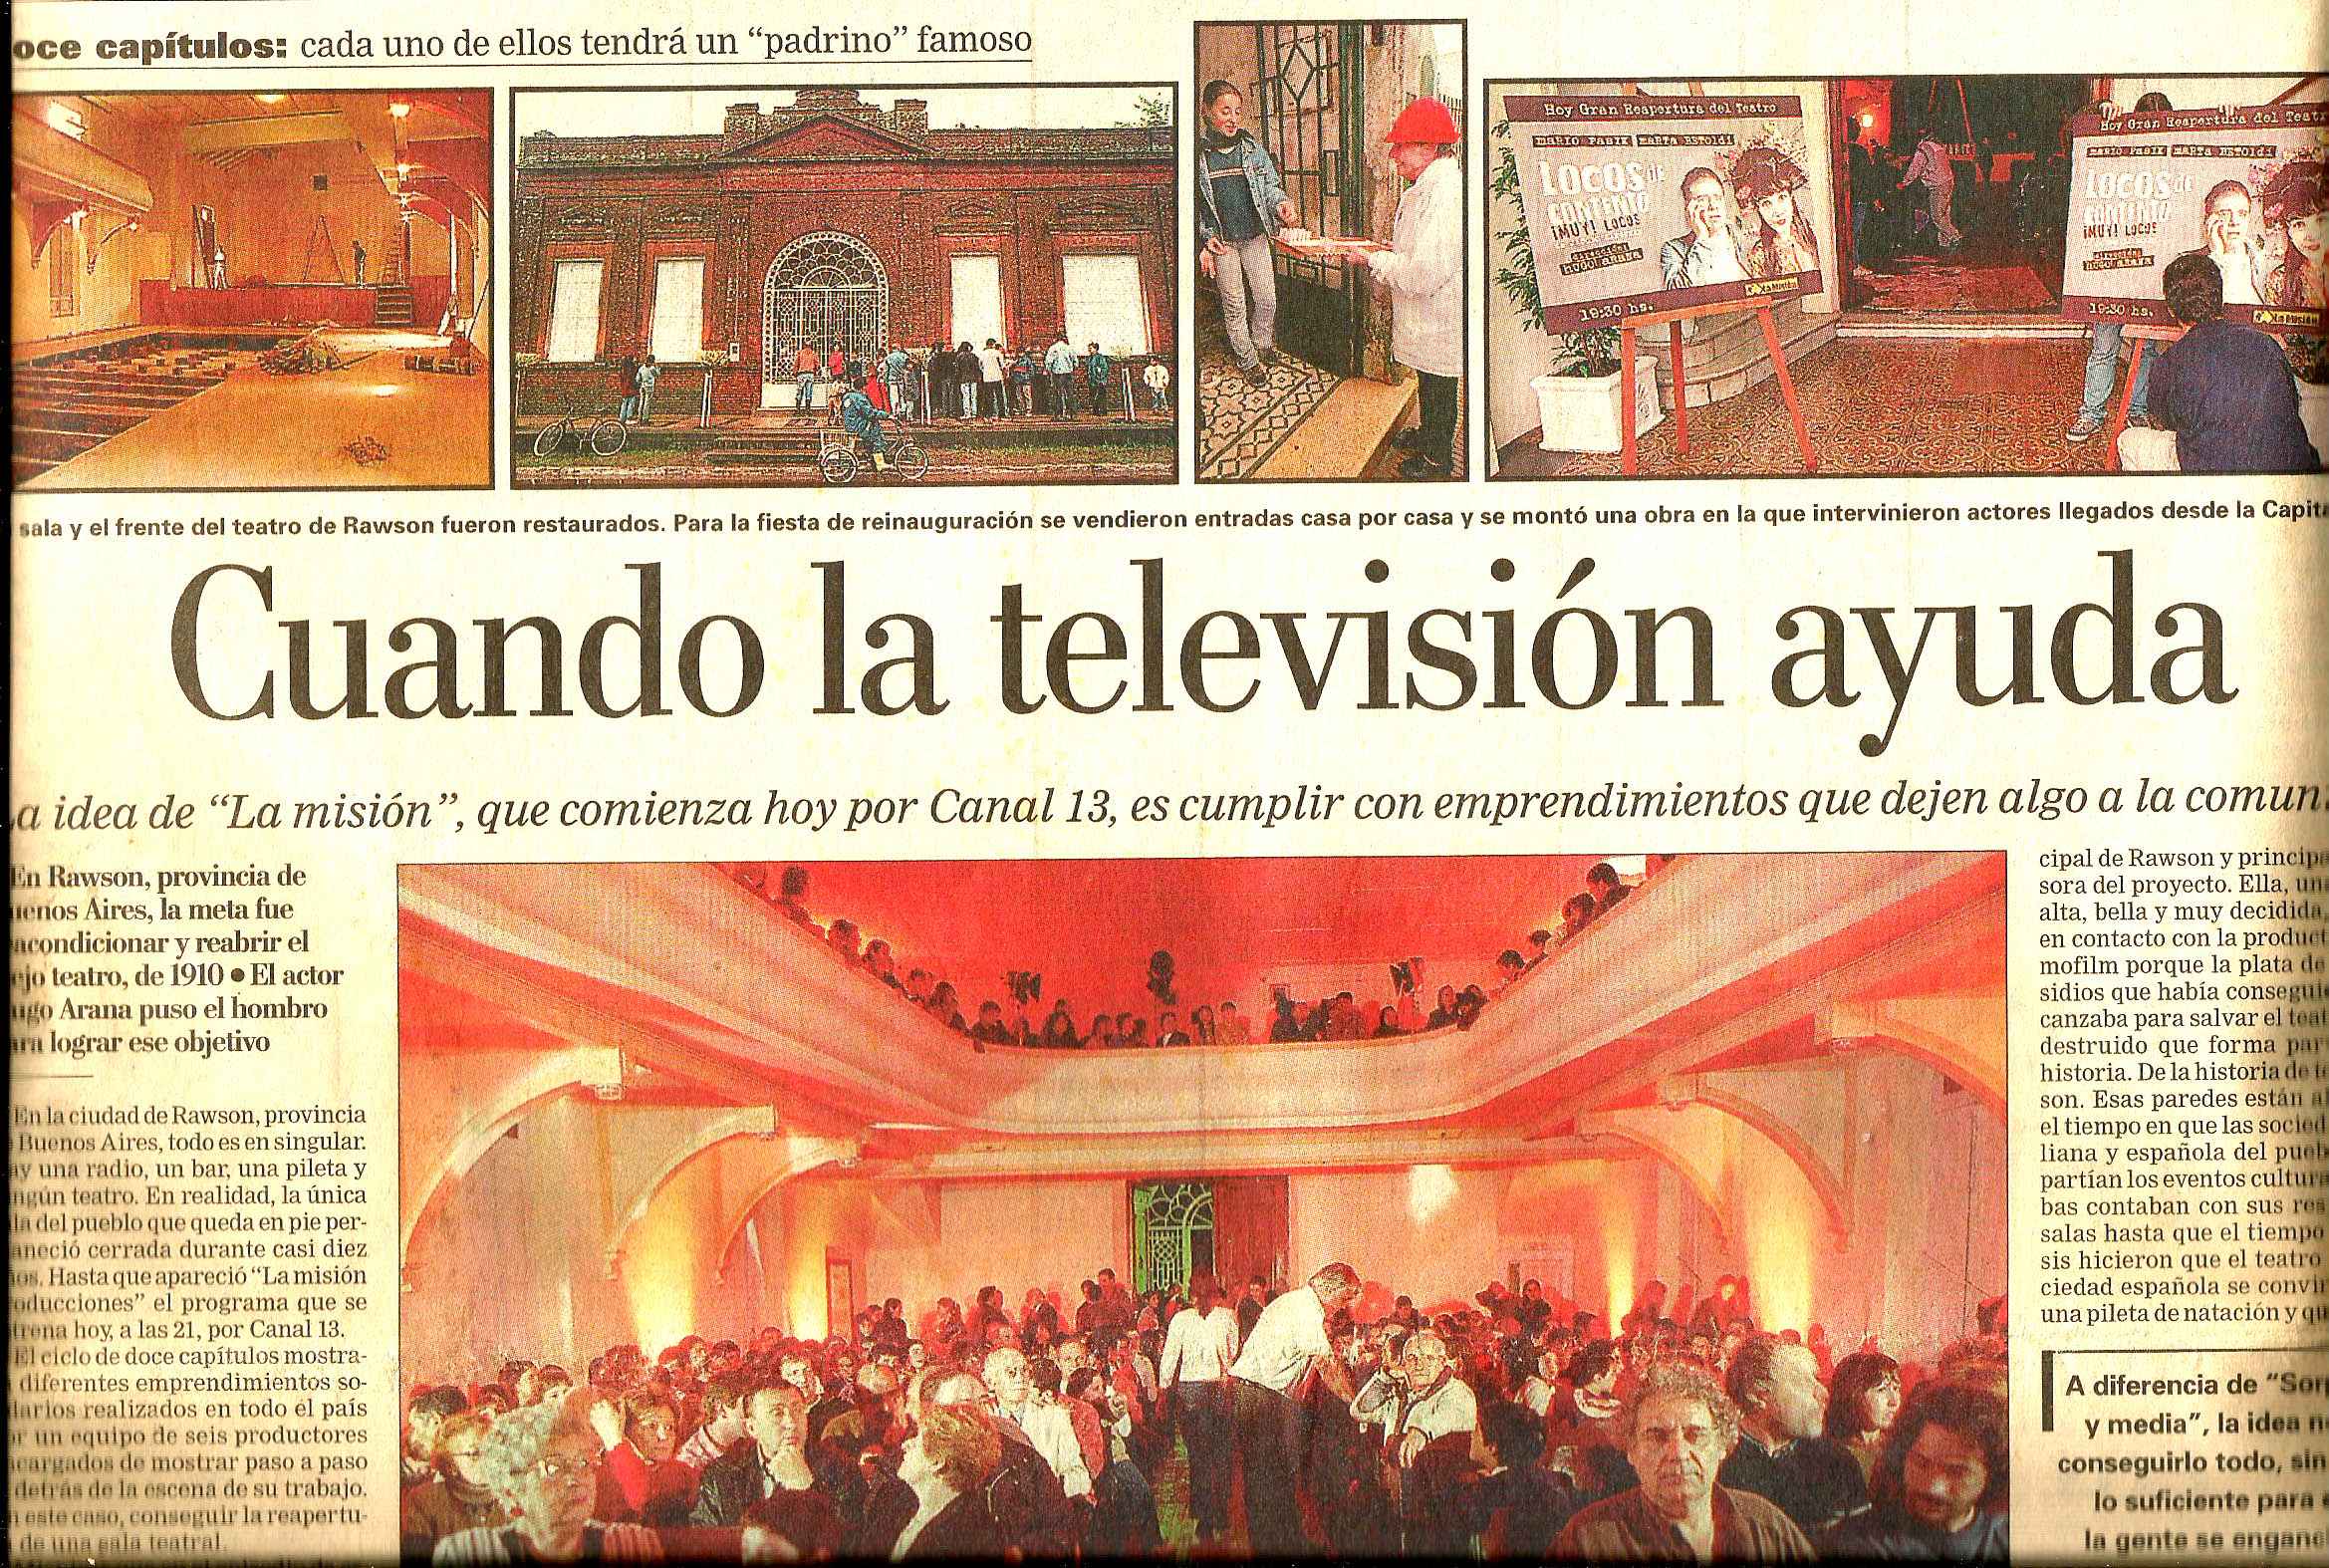 oce capítulos: cada uno de ellos tendrá un “padrino” famoso
Hoy Gran Reapertura del Teatro
MARIO PASIK MARTA BETOLDI
LOCOS DE
CONTENTO
¡MUY! LOCOS
dirección
HUGO ARANA
19:30 hs.
La Misión
Hoy Gran Reapertura del Teatr
MARIO PASIK MARTA BETOLDI
LOCOS DE
CONTENTO
¡MUY! LOCOS
dirección
HUGO ARANA
19:30 hs.
La Misión
sala y el frente del teatro de Rawson fueron restaurados. Para la fiesta de reinauguración se vendieron entradas casa por casa y se montó una obra en la que intervinieron actores llegados desde la Capita
Cuando la televisión ayuda
a idea de “La misión”, que comienza hoy por Canal 13, es cumplir con emprendimientos que dejen algo a la comun
En Rawson, provincia de
uenos Aires, la meta fue
acondicionar y reabrir el
ejo teatro, de 1910 ● El actor
ugo Arana puso el hombro
ara lograr ese objetivo
En la ciudad de Rawson, provincia
Buenos Aires, todo es en singular.
ay una radio, un bar, una pileta y
ngún teatro. En realidad, la única
la del pueblo que queda en pie per-
aneció cerrada durante casi diez
ios. Hasta que apareció “La misión
oducciones” el programa que se
trena hoy, a las 21, por Canal 13.
El ciclo de doce capítulos mostra-
diferentes emprendimientos so-
darios realizados en todo el país
r un equipo de seis productores
cargados de mostrar paso a paso
detrás de la escena de su trabajo.
n este caso, conseguir la reapertu-
de una sala teatral.
cipal de Rawson y principa
sora del proyecto. Ella, un
alta, bella y muy decidida,
en contacto con la product
mofilm porque la plata de
sidios que había consegui
canzaba para salvar el teat
destruido que forma par
historia. De la historia de t
son. Esas paredes están a
el tiempo en que las socied
liana y española del puebl
partían los eventos cultura
bas contaban con sus res
salas hasta que el tiempo
sis hicieron que el teatro
ciedad española se convir
una pileta de natación y qu
A diferencia de “Sor
y media”, la idea n
conseguirlo todo, sin
lo suficiente para
la gente se enganc